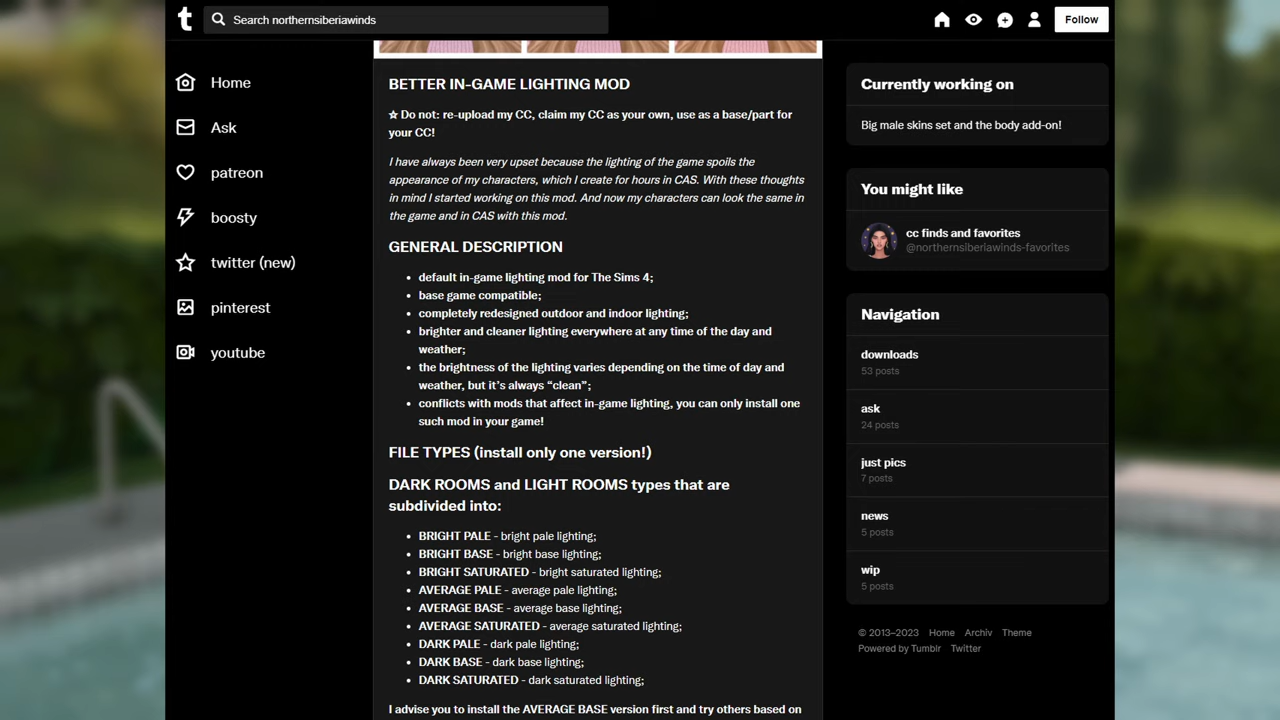 t
Search northernsiberiawinds
Follow
Home
Ask
patreon
boosty
twitter (new)
pinterest
youtube
BETTER IN-GAME LIGHTING MOD
✮ Do not: re-upload my CC, claim my CC as your own, use as a base/part for
your CC!
I have always been very upset because the lighting of the game spoils the
appearance of my characters, which I create for hours in CAS. With these thoughts
in mind I started working on this mod. And now my characters can look the same in
the game and in CAS with this mod.
GENERAL DESCRIPTION
• default in-game lighting mod for The Sims 4;
• base game compatible;
• completely redesigned outdoor and indoor lighting;
• brighter and cleaner lighting everywhere at any time of the day and
weather;
• the brightness of the lighting varies depending on the time of day and
weather, but it's always “clean”;
• conflicts with mods that affect in-game lighting, you can only install one
such mod in your game!
FILE TYPES (install only one version!)
DARK ROOMS and LIGHT ROOMS types that are
subdivided into:
• BRIGHT PALE - bright pale lighting;
• BRIGHT BASE - bright base lighting;
• BRIGHT SATURATED - bright saturated lighting;
• AVERAGE PALE - average pale lighting;
• AVERAGE BASE - average base lighting;
• AVERAGE SATURATED - average saturated lighting;
• DARK PALE - dark pale lighting;
• DARK BASE - dark base lighting;
• DARK SATURATED - dark saturated lighting;
I advise you to install the AVERAGE BASE version first and try others based on
Currently working on
Big male skins set and the body add-on!
You might like
cc finds and favorites
@northernsiberiawinds-favorites
Navigation
downloads
53 posts
ask
24 posts
just pics
7 posts
news
5 posts
wip
5 posts
© 2013–2023 Home Archiv Theme
Powered by Tumblr Twitter